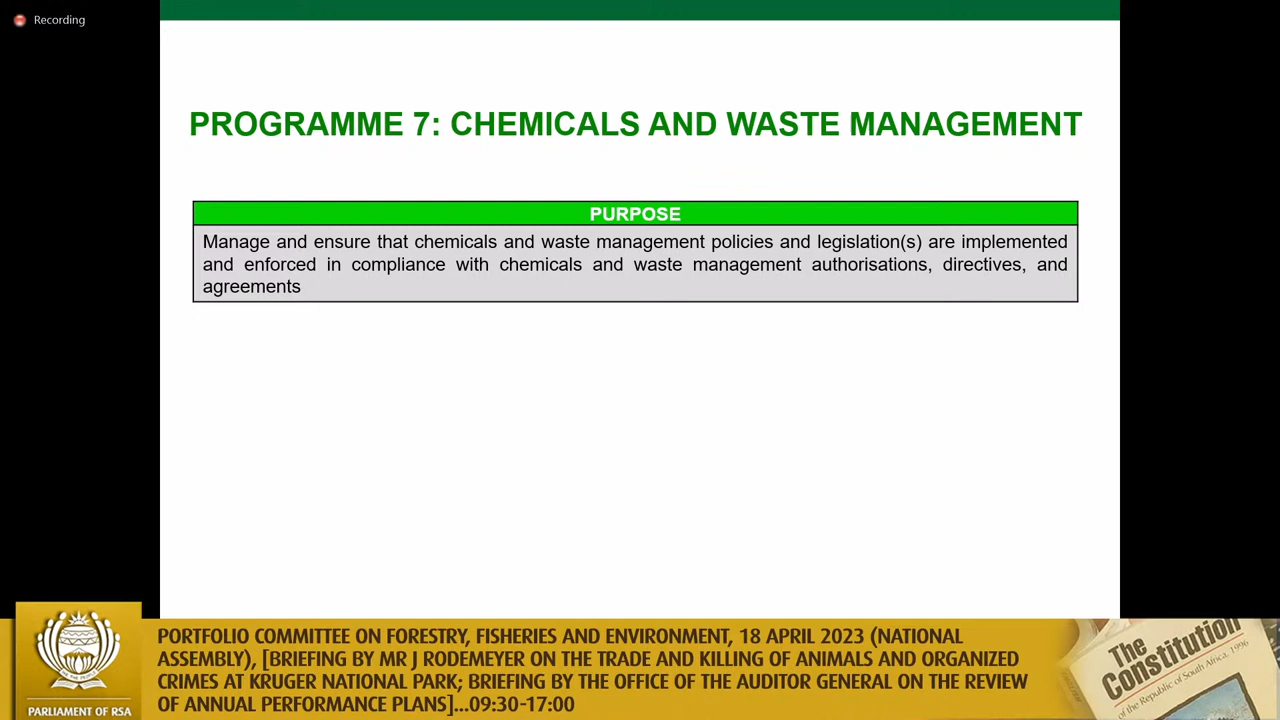 Recording
PROGRAMME 7: CHEMICALS AND WASTE MANAGEMENT
PURPOSE
Manage and ensure that chemicals and waste management policies and legislation(s) are implemented
and enforced in compliance with chemicals and waste management authorisations, directives, and
agreements
PORTFOLIO COMMITTEE ON FORESTRY, FISHERIES AND ENVIRONMENT, 18 APRIL 2023 (NATIONAL
ASSEMBLY), [BRIEFING BY MR J RODEMEYER ON THE TRADE AND KILLING OF ANIMALS AND ORGANIZED
CRIMES AT KRUGER NATIONAL PARK; BRIEFING BY THE OFFICE OF THE AUDITOR GENERAL ON THE REVIEW
OF ANNUAL PERFORMANCE PLANS]...09:30-17:00
PARLIAMENT OF RSA
The
Constitution
of the Republic of South Africa, 1996